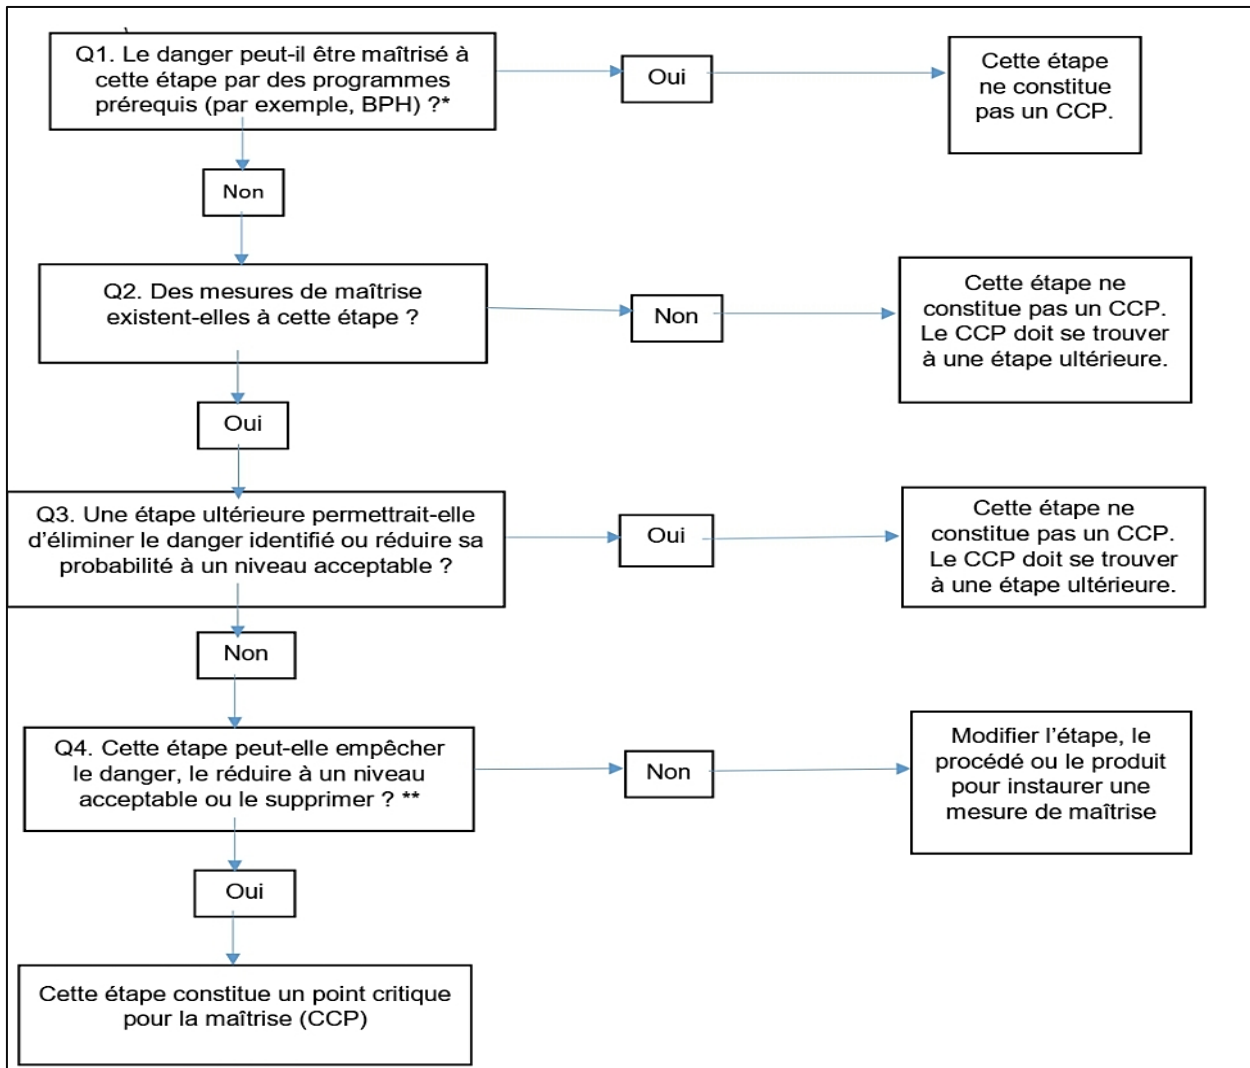 Q1. Le danger peut-il être maîtrisé à
cette étape par des programmes
prérequis (par exemple, BPH) ?*
Oui
Cette étape
ne constitue
pas un CCP.
Non
Q2. Des mesures de maîtrise
existent-elles à cette étape ?
Non
Cette étape ne
constitue pas un CCP.
Le CCP doit se trouver
à une étape ultérieure.
Oui
Q3. Une étape ultérieure permettrait-elle
d'éliminer le danger identifié ou réduire sa
probabilité à un niveau acceptable ?
Oui
Cette étape ne
constitue pas un CCP.
Le CCP doit se trouver
à une étape ultérieure.
Non
Q4. Cette étape peut-elle empêcher
le danger, le réduire à un niveau
acceptable ou le supprimer ? **
Non
Modifier l'étape, le
procédé ou le produit
pour instaurer une
mesure de maîtrise
Oui
Cette étape constitue un point critique
pour la maîtrise (CCP)